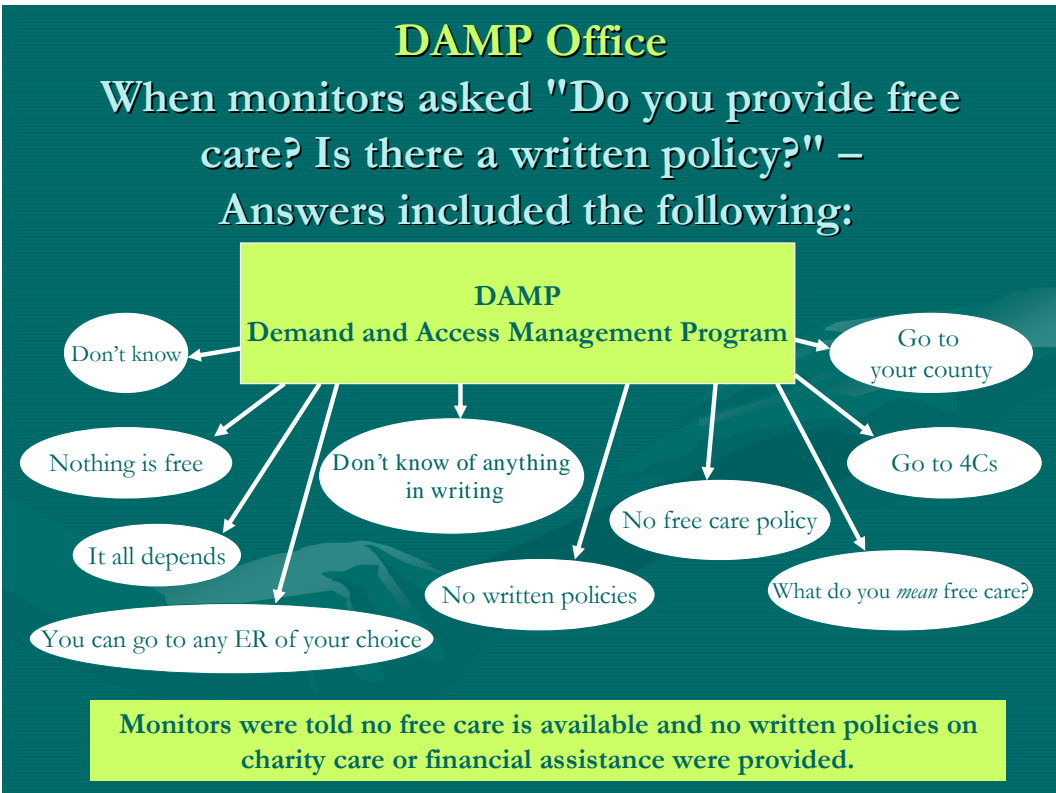 DAMP Office
When monitors asked "Do you provide free
care? Is there a written policy?" –
Answers included the following:
DAMP
Demand and Access Management Program
Don't know
Go to
your county
Nothing is free
Don't know of anything
in writing
Go to 4Cs
No free care policy
It all depends
No written policies
What do you mean free care?
You can go to any ER of your choice
Monitors were told no free care is available and no written policies on
charity care or financial assistance were provided.